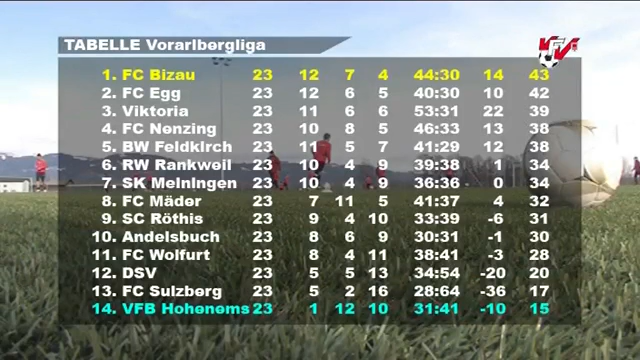 TABELLE Vorarlbergliga
1. FC Bizau 23 12 7 4 44:30 14 43
2. FC Egg 23 12 6 5 40:30 10 42
3. Viktoria 23 11 6 6 53:31 22 39
4. FC Nenzing 23 10 8 5 46:33 13 38
5. BW Feldkirch 23 11 5 7 41:29 12 38
6. RW Rankweil 23 10 4 9 39:38 1 34
7. SK Meiningen 23 10 4 9 36:36 0 34
8. FC Mäder 23 7 11 5 41:37 4 32
9. SC Röthis 23 9 4 10 33:39 -6 31
10. Andelsbuch 23 8 6 9 30:31 -1 30
11. FC Wolfurt 23 8 4 11 38:41 -3 28
12. DSV 23 5 5 13 34:54 -20 20
13. FC Sulzberg 23 5 2 16 28:64 -36 17
14. VFB Hohenems 23 1 12 10 31:41 -10 15